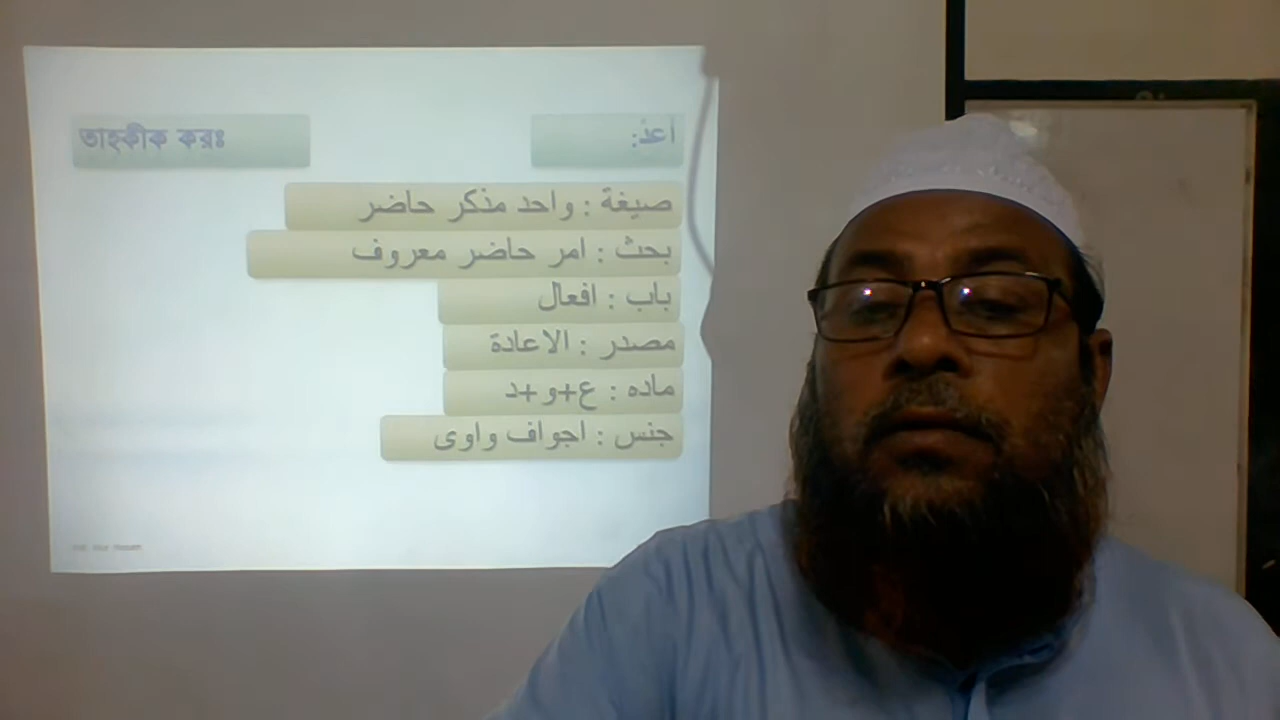 তাহকীক করঃ أعد:
صيغة : واحد مذكر حاضر
بحث : امر حاضر معروف
باب : افعال
مصدر : الاعادة
ماده : ع+و+د
جنس : اجواف واوى